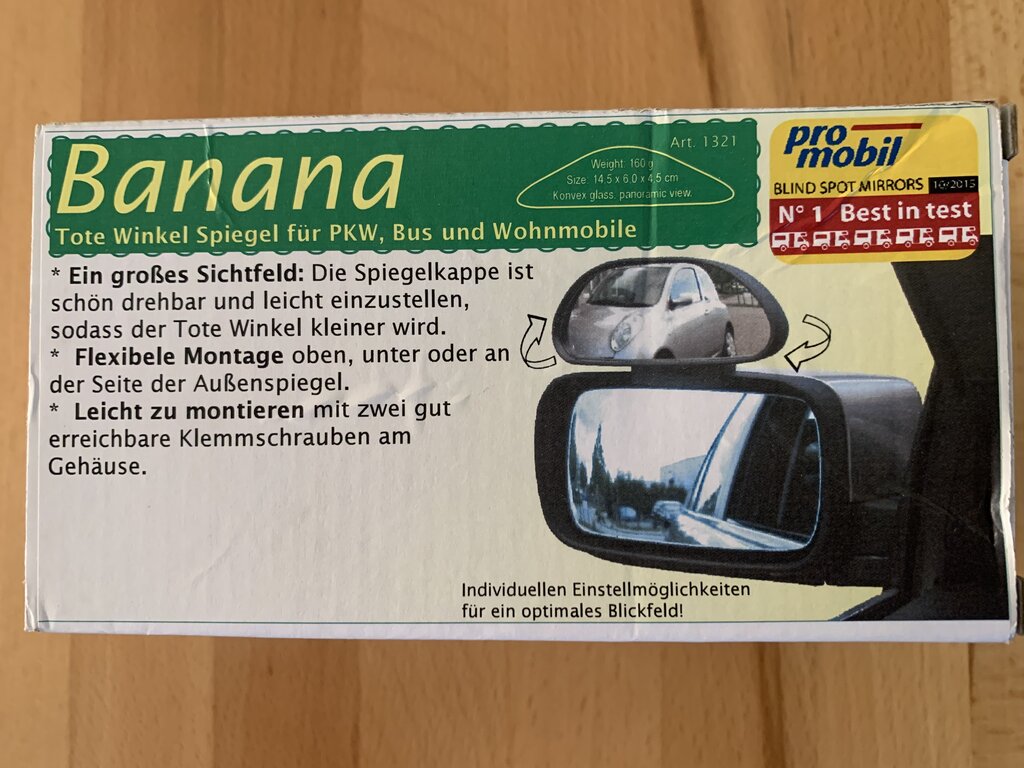 Banana
Art. 1321
Weight: 160 g
Size: 14.5 x 6.0 x 4.5 cm
Konvex glass, panoramic view.
Tote Winkel Spiegel für PKW, Bus und Wohnmobile
pro
mobil
BLIND SPOT MIRRORS 10/2015
N° 1 Best in test
* Ein großes Sichtfeld: Die Spiegelkappe ist
schön drehbar und leicht einzustellen,
sodass der Tote Winkel kleiner wird.
* Flexibele Montage oben, unter oder an
der Seite der Außenspiegel.
* Leicht zu montieren mit zwei gut
erreichbare Klemmschrauben am
Gehäuse.
Individuellen Einstellmöglichkeiten
für ein optimales Blickfeld!